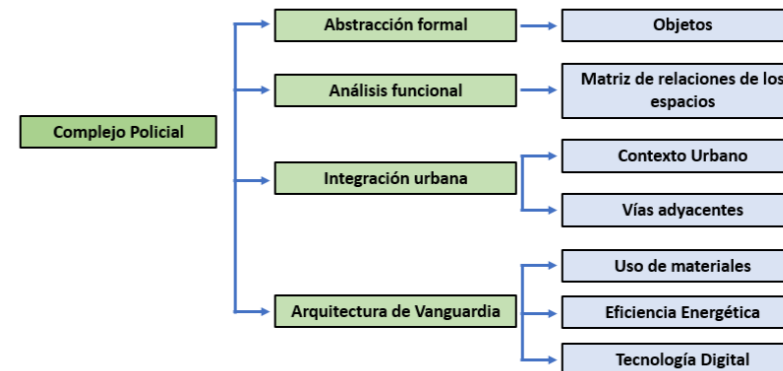 Abstracción formal
Objetos
Análisis funcional
Matriz de relaciones de los
espacios
Complejo Policial
Integración urbana
Contexto Urbano
Vías adyacentes
Arquitectura de Vanguardia
Uso de materiales
Eficiencia Energética
Tecnología Digital